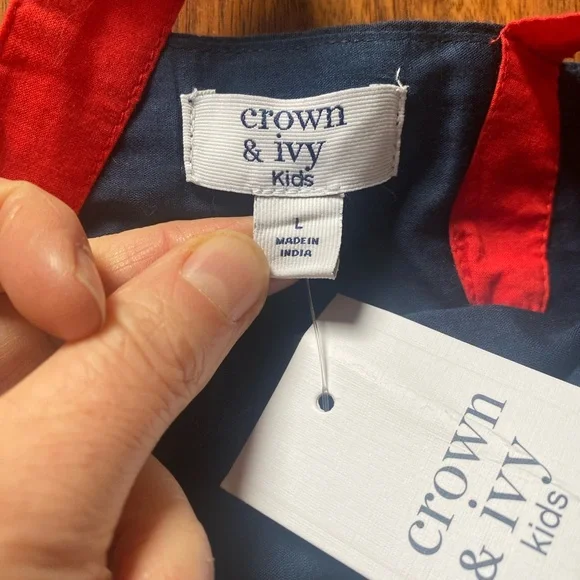 crown
& ivy
Kids
L
MADE IN
INDIA
crown
& ivy
kids